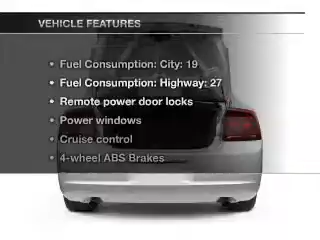 VEHICLE FEATURES
• Fuel Consumption: City: 19
• Fuel Consumption: Highway: 27
• Remote power door locks
• Power windows
• Cruise control
• 4-wheel ABS Brakes